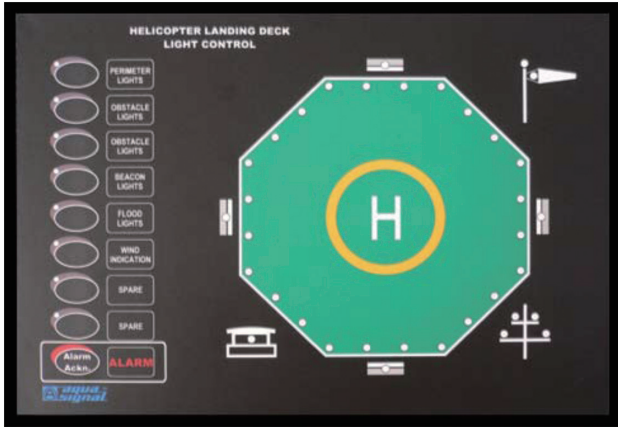 HELICOPTER LANDING DECK
LIGHT CONTROL
PERIMETER
LIGHTS
OBSTACLE
LIGHTS
OBSTACLE
LIGHTS
BEACON
LIGHTS
FLOOD
LIGHTS
WIND
INDICATION
SPARE
SPARE
Alarm
Ackn.
ALARM
aqua
signal
H